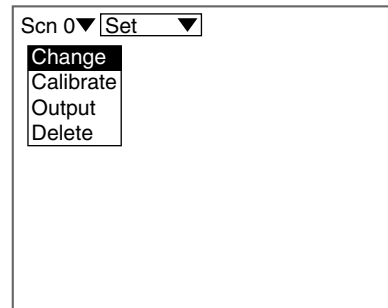 Scn 0▼ Set ▼
Change
Calibrate
Output
Delete